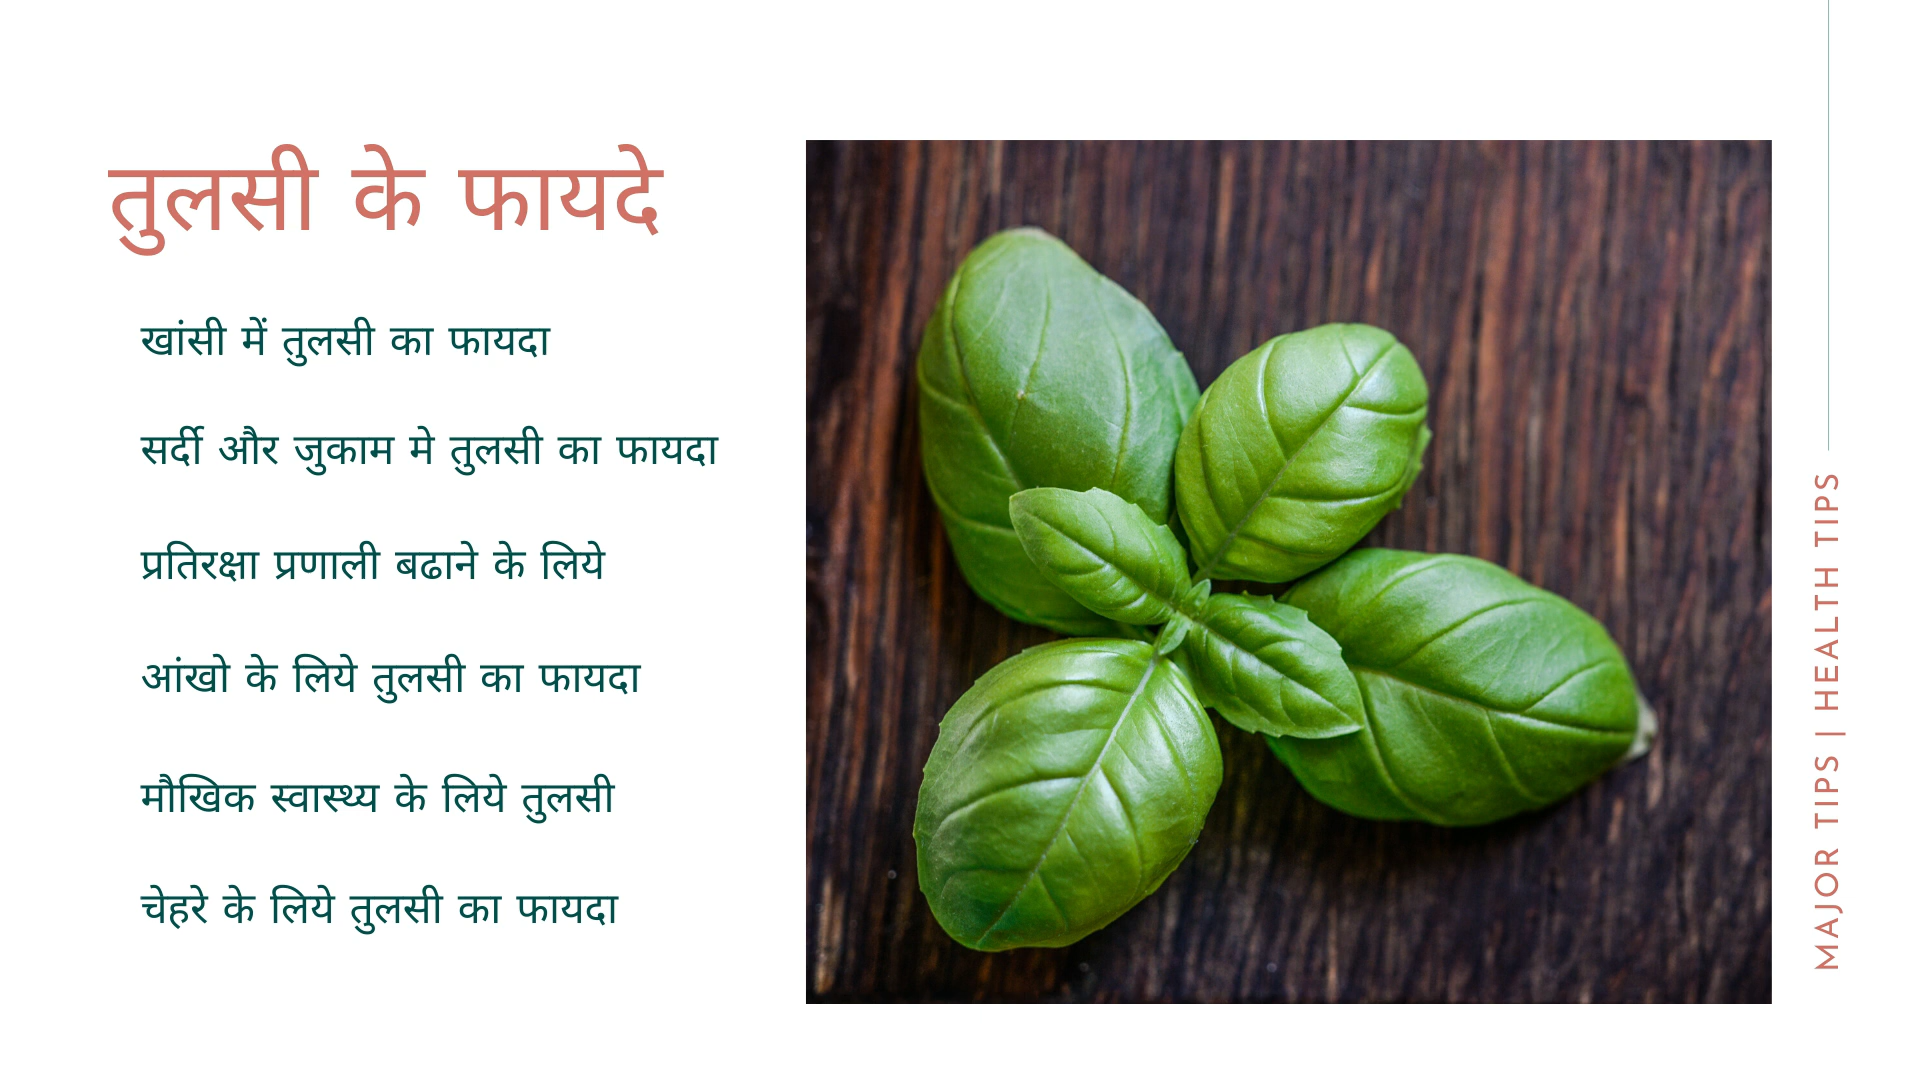 तुलसी के फायदे
खांसी में तुलसी का फायदा
सर्दी और जुकाम मे तुलसी का फायदा
प्रतिरक्षा प्रणाली बढाने के लिये
आंखो के लिये तुलसी का फायदा
मौखिक स्वास्थ्य के लिये तुलसी
चेहरे के लिये तुलसी का फायदा
MAJOR TIPS | HEALTH TIPS